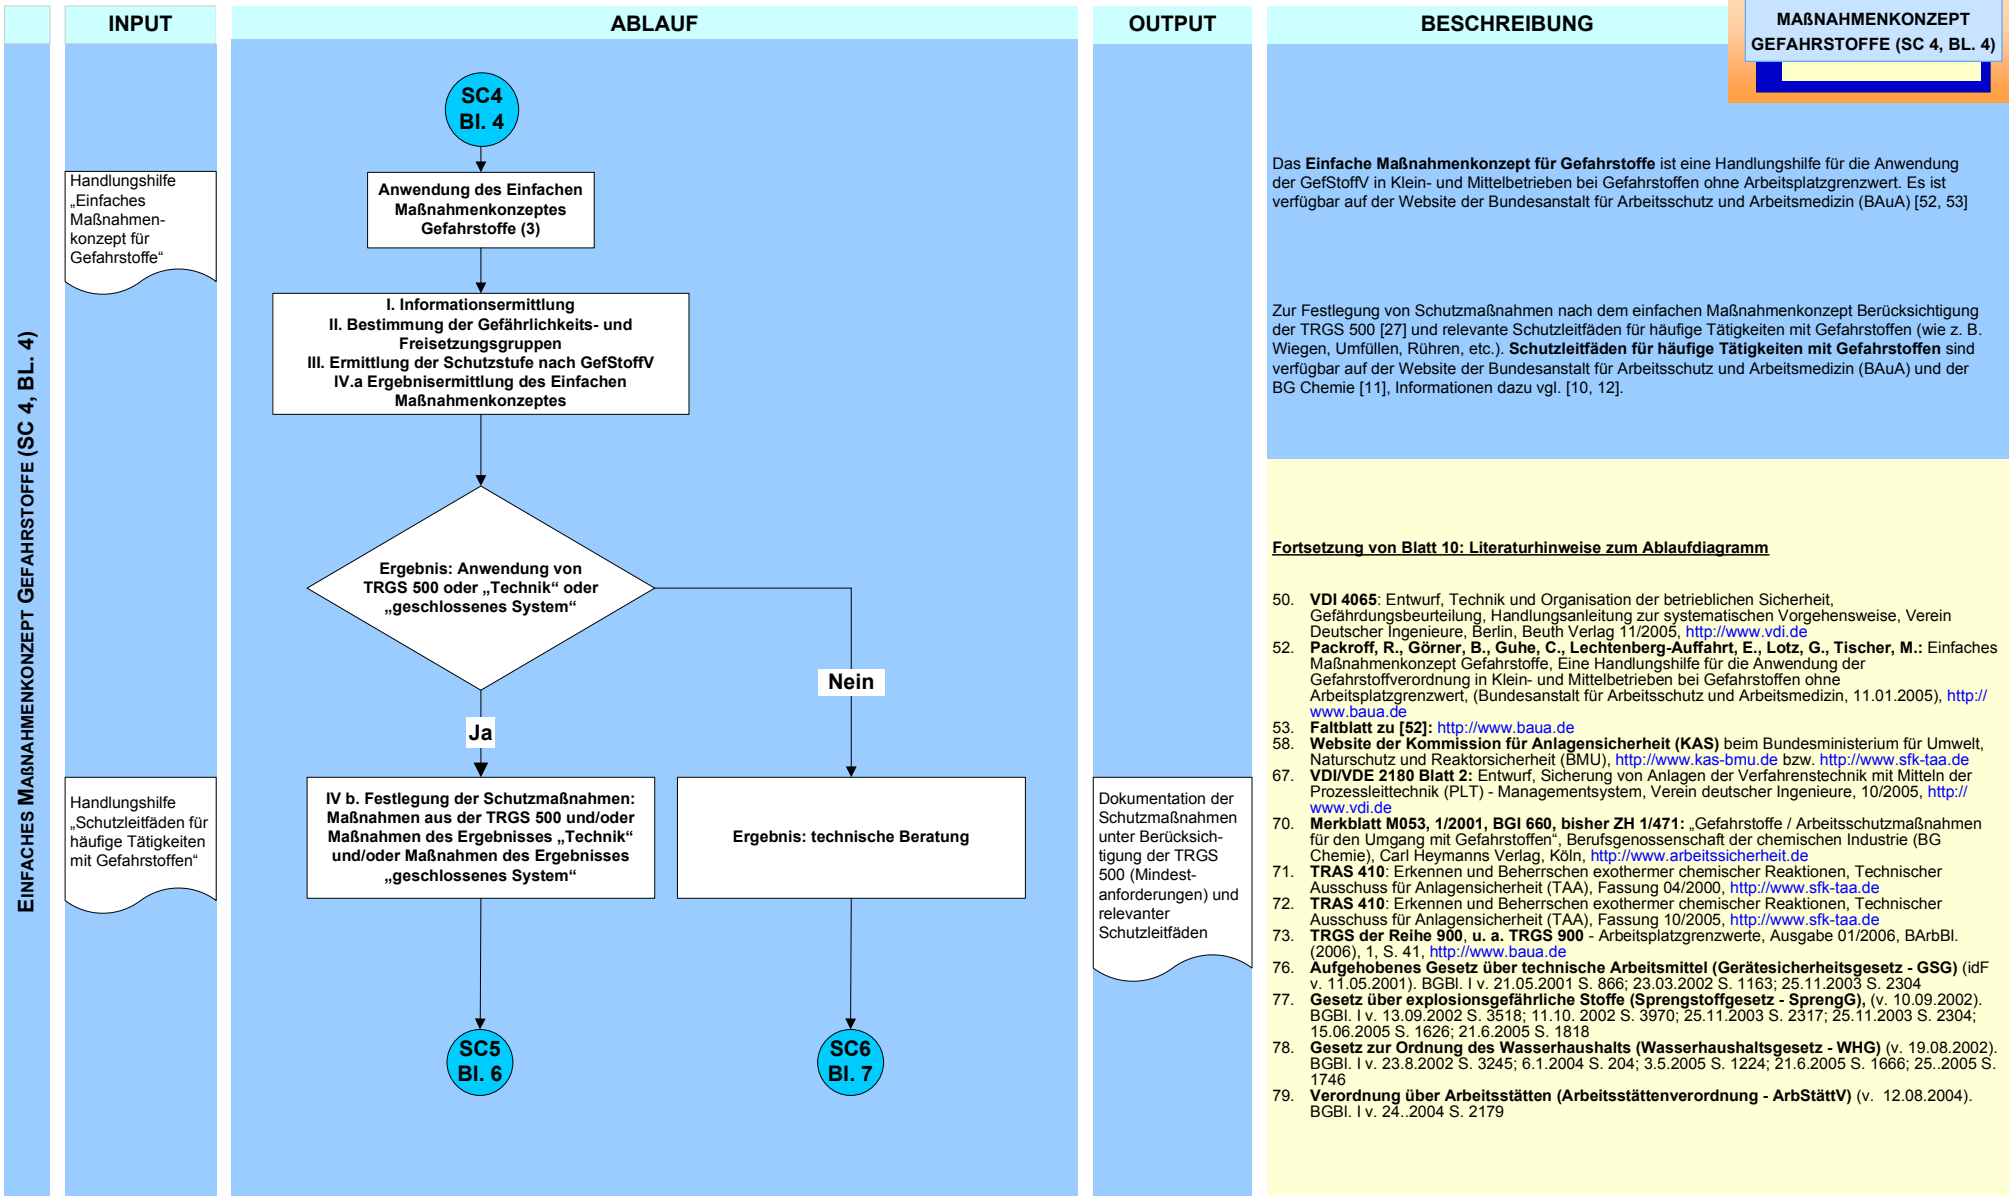 INPUT
ABLAUF
OUTPUT
BESCHREIBUNG
MAßNAHMENKONZEPT
GEFAHRSTOFFE (SC 4, BL. 4)
EINFACHES MAßNAHMENKONZEPT GEFAHRSTOFFE (SC 4, BL. 4)
Handlungshilfe
„Einfaches
Maßnahmen-
konzept für
Gefahrstoffe“
Handlungshilfe
„Schutzleitfäden für
häufige Tätigkeiten
mit Gefahrstoffen“
SC4
Bl. 4
Anwendung des Einfachen
Maßnahmenkonzeptes
Gefahrstoffe (3)
I. Informationsermittlung
II. Bestimmung der Gefährlichkeits- und
Freisetzungsgruppen
III. Ermittlung der Schutzstufe nach GefStoffV
IV.a Ergebnisermittlung des Einfachen
Maßnahmenkonzeptes
Ergebnis: Anwendung von
TRGS 500 oder „Technik“ oder
„geschlossenes System“
Nein
Ja
IV b. Festlegung der Schutzmaßnahmen:
Maßnahmen aus der TRGS 500 und/oder
Maßnahmen des Ergebnisses „Technik“
und/oder Maßnahmen des Ergebnisses
„geschlossenes System“
Ergebnis: technische Beratung
SC5
Bl. 6
SC6
Bl. 7
Dokumentation der
Schutzmaßnahmen
unter Berücksich-
tigung der TRGS
500 (Mindest-
anforderungen) und
relevanter
Schutzleitfäden
Das Einfache Maßnahmenkonzept für Gefahrstoffe ist eine Handlungshilfe für die Anwendung
der GefStoffV in Klein- und Mittelbetrieben bei Gefahrstoffen ohne Arbeitsplatzgrenzwert. Es ist
verfügbar auf der Website der Bundesanstalt für Arbeitsschutz und Arbeitsmedizin (BAuA) [52, 53]
Zur Festlegung von Schutzmaßnahmen nach dem einfachen Maßnahmenkonzept Berücksichtigung
der TRGS 500 [27] und relevante Schutzleitfäden für häufige Tätigkeiten mit Gefahrstoffen (wie z. B.
Wiegen, Umfüllen, Rühren, etc.). Schutzleitfäden für häufige Tätigkeiten mit Gefahrstoffen sind
verfügbar auf der Website der Bundesanstalt für Arbeitsschutz und Arbeitsmedizin (BAuA) und der
BG Chemie [11], Informationen dazu vgl. [10, 12].
Fortsetzung von Blatt 10: Literaturhinweise zum Ablaufdiagramm
50. VDI 4065: Entwurf, Technik und Organisation der betrieblichen Sicherheit,
Gefährdungsbeurteilung, Handlungsanleitung zur systematischen Vorgehensweise, Verein
Deutscher Ingenieure, Berlin, Beuth Verlag 11/2005, http://www.vdi.de
52. Packroff, R., Görner, B., Guhe, C., Lechtenberg-Auffahrt, E., Lotz, G., Tischer, M.: Einfaches
Maßnahmenkonzept Gefahrstoffe, Eine Handlungshilfe für die Anwendung der
Gefahrstoffverordnung in Klein- und Mittelbetrieben bei Gefahrstoffen ohne
Arbeitsplatzgrenzwert, (Bundesanstalt für Arbeitsschutz und Arbeitsmedizin, 11.01.2005), http://
www.baua.de
53. Faltblatt zu [52]: http://www.baua.de
58. Website der Kommission für Anlagensicherheit (KAS) beim Bundesministerium für Umwelt,
Naturschutz und Reaktorsicherheit (BMU), http://www.kas-bmu.de bzw. http://www.sfk-taa.de
67. VDI/VDE 2180 Blatt 2: Entwurf, Sicherung von Anlagen der Verfahrenstechnik mit Mitteln der
Prozessleittechnik (PLT) - Managementsystem, Verein deutscher Ingenieure, 10/2005, http://
www.vdi.de
70. Merkblatt M053, 1/2001, BGI 660, bisher ZH 1/471: „Gefahrstoffe / Arbeitsschutzmaßnahmen
für den Umgang mit Gefahrstoffen“, Berufsgenossenschaft der chemischen Industrie (BG
Chemie), Carl Heymanns Verlag, Köln, http://www.arbeitssicherheit.de
71. TRAS 410: Erkennen und Beherrschen exothermer chemischer Reaktionen, Technischer
Ausschuss für Anlagensicherheit (TAA), Fassung 04/2000, http://www.sfk-taa.de
72. TRAS 410: Erkennen und Beherrschen exothermer chemischer Reaktionen, Technischer
Ausschuss für Anlagensicherheit (TAA), Fassung 10/2005, http://www.sfk-taa.de
73. TRGS der Reihe 900, u. a. TRGS 900 - Arbeitsplatzgrenzwerte, Ausgabe 01/2006, BArbBl.
(2006), 1, S. 41, http://www.baua.de
76. Aufgehobenes Gesetz über technische Arbeitsmittel (Gerätesicherheitsgesetz - GSG) (idF
v. 11.05.2001). BGBl. I v. 21.05.2001 S. 866; 23.03.2002 S. 1163; 25.11.2003 S. 2304
77. Gesetz über explosionsgefährliche Stoffe (Sprengstoffgesetz - SprengG), (v. 10.09.2002).
BGBl. I v. 13.09.2002 S. 3518; 11.10. 2002 S. 3970; 25.11.2003 S. 2317; 25.11.2003 S. 2304;
15.06.2005 S. 1626; 21.6.2005 S. 1818
78. Gesetz zur Ordnung des Wasserhaushalts (Wasserhaushaltsgesetz - WHG) (v. 19.08.2002).
BGBl. I v. 23.8.2002 S. 3245; 6.1.2004 S. 204; 3.5.2005 S. 1224; 21.6.2005 S. 1666; 25..2005 S.
1746
79. Verordnung über Arbeitsstätten (Arbeitsstättenverordnung - ArbStättV) (v. 12.08.2004).
BGBl. I v. 24..2004 S. 2179